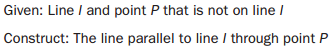 Given: Line l and point P that is not on line l
Construct: The line parallel to line l through point P